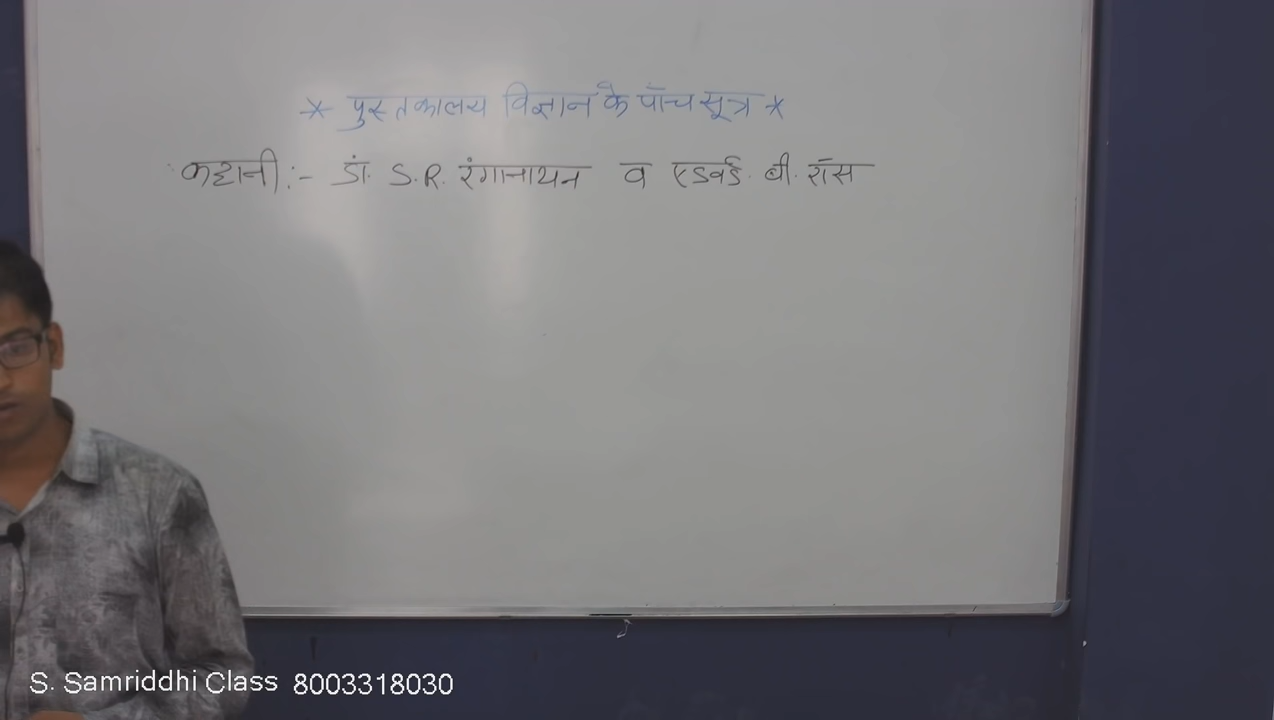 * पुस्तकालय विज्ञान के पाँच सूत्र *
कहानी:- डॉ. S.R. रंगानाथन व एडवर्ड. बी. रॉस
S. Samriddhi Class 8003318030